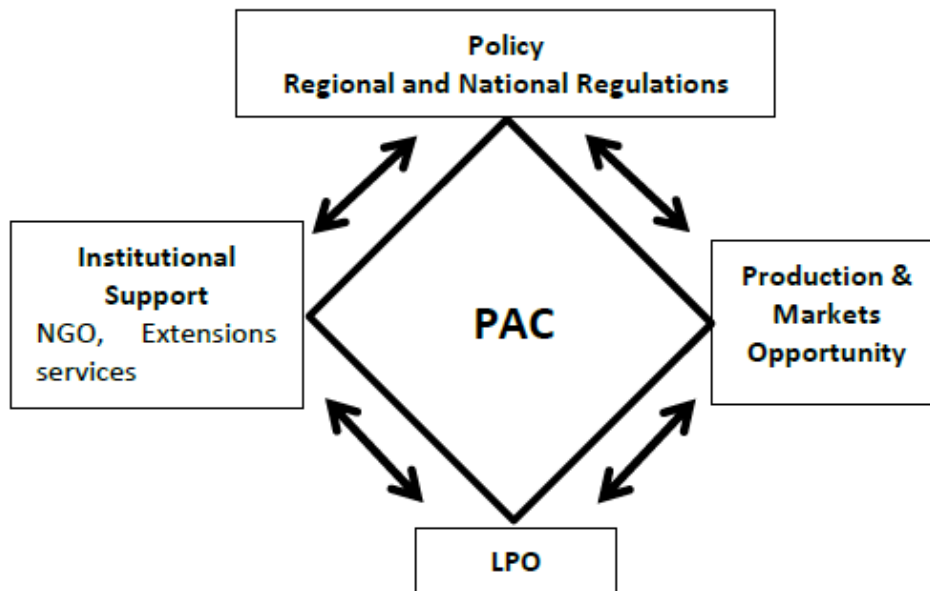 Policy
Regional and National Regulations
Institutional
Support
NGO, Extensions
services
PAC
Production &
Markets
Opportunity
LPO